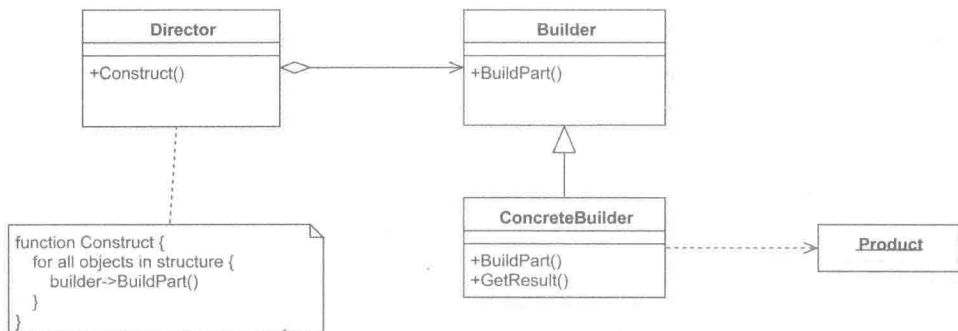 Director
+Construct()
Builder
+BuildPart()
ConcreteBuilder
+BuildPart()
+GetResult()
Product
function Construct {
for all objects in structure {
builder->BuildPart()
}
}